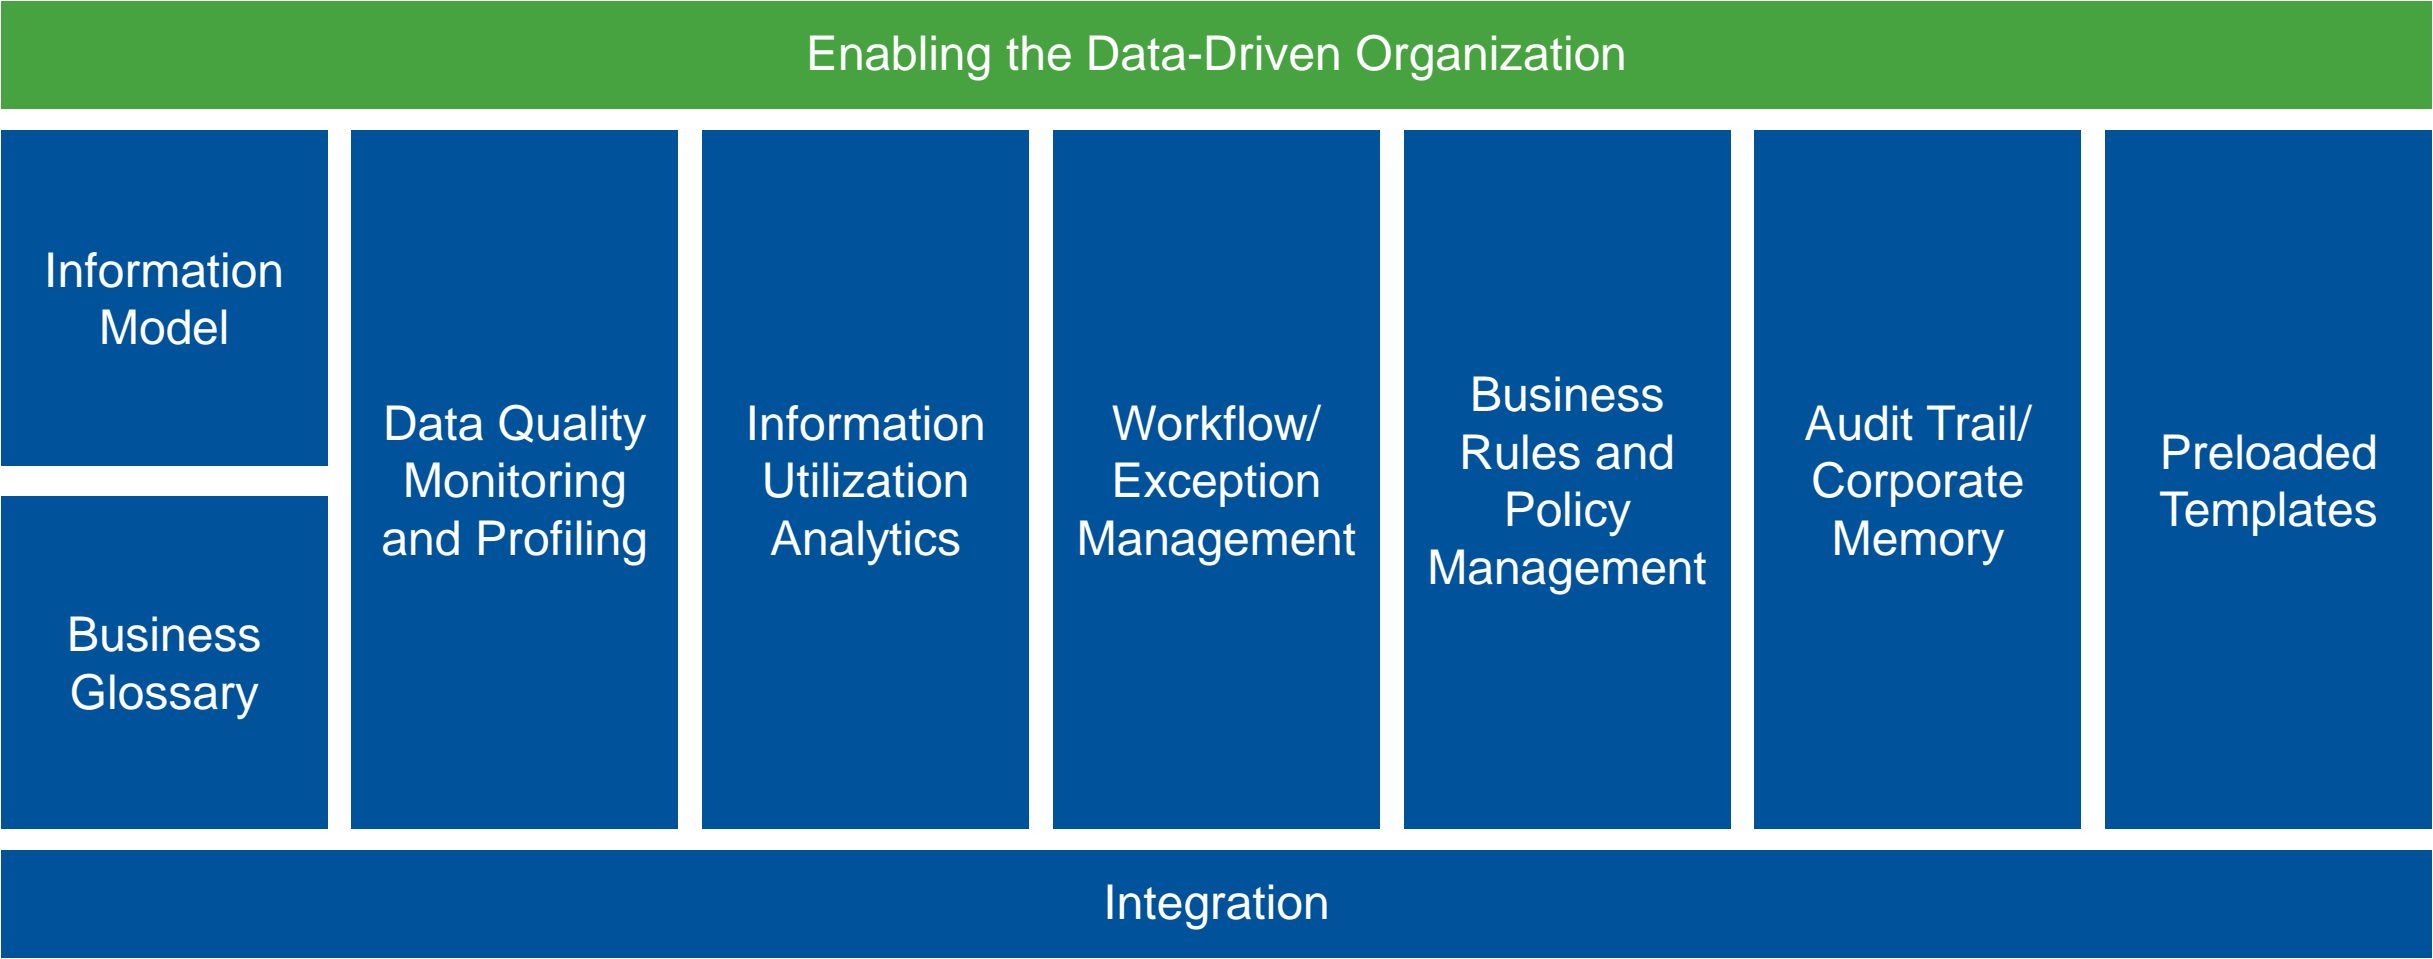 Enabling the Data-Driven Organization
Information
Model
Business
Glossary
Data Quality
Monitoring
and Profiling
Information
Utilization
Analytics
Workflow/
Exception
Management
Business
Rules and
Policy
Management
Audit Trail/
Corporate
Memory
Preloaded
Templates
Integration